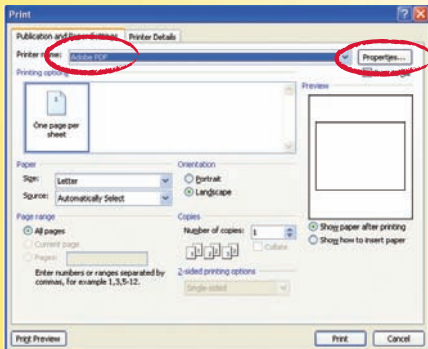 Print
Publication and Paper Settings Printer Details
Printer name: Adobe PDF Properties...
Printing options
Preview
1
One page per
sheet
Paper
Size: Letter
Source: Automatically Select
Orientation
Portrait
Landscape
Page range
All pages
Current page
Pages:
Enter numbers or ranges separated by
commas, for example 1,3,5-12.
Copies
Number of copies: 1
Collate
2-sided printing options
Single-sided
Show paper after printing
Show how to insert paper
Print Preview Print Cancel